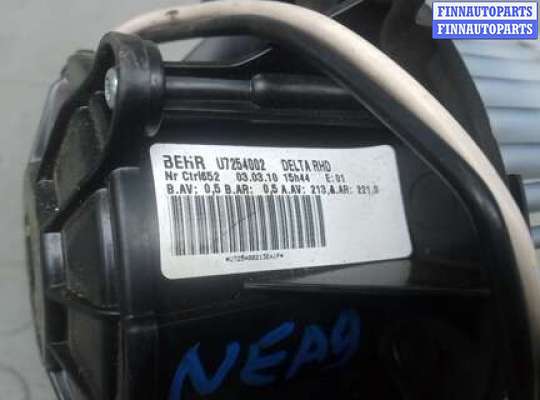 FINNAUTOPARTS
FINNAUTOPARTS
BEHR U7254002 DELTA RHD
Nr Ctrl652 03.03.10 15h44 E:01
B.AV: 0,5 B.AR: 0,5 A.AV: 213, A.AR: 221,0
NEA9